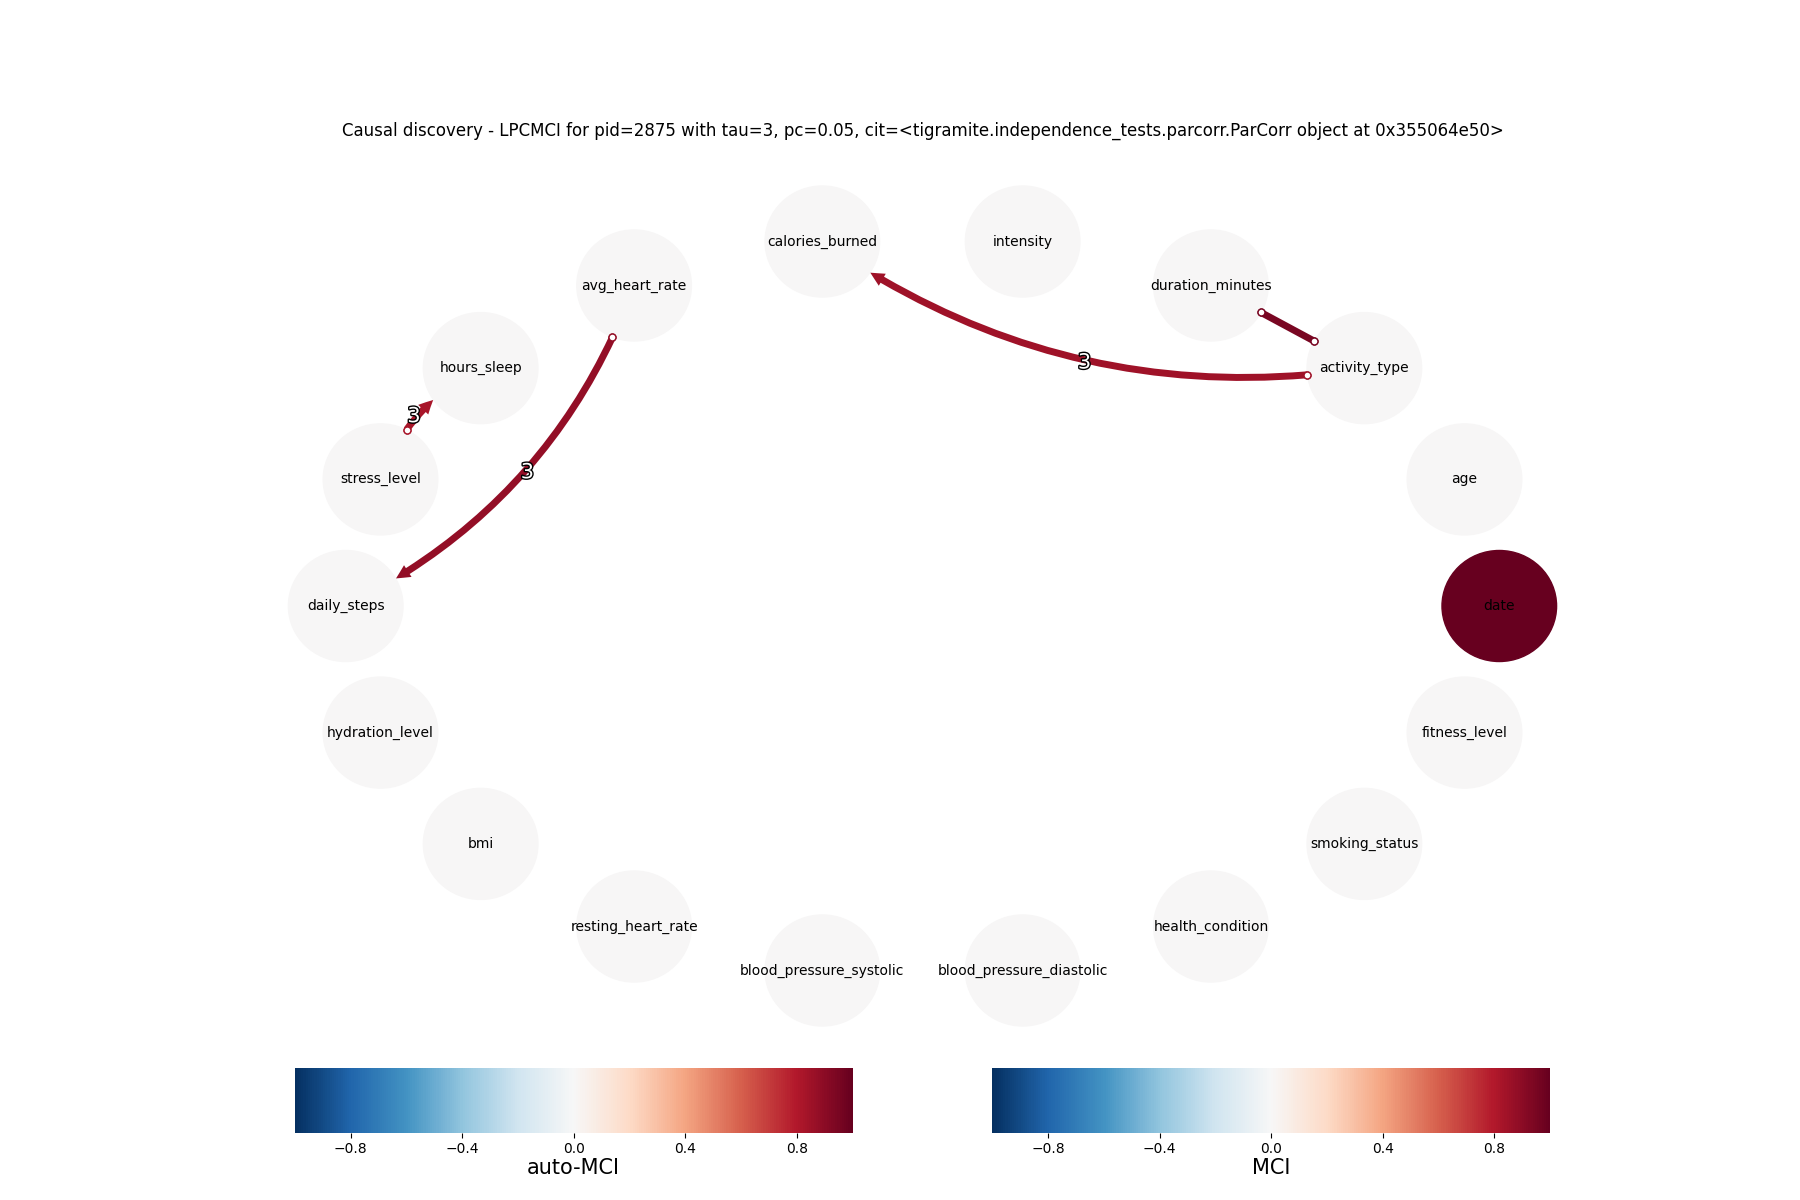 Causal discovery - LPCMCI for pid=2875 with tau=3, pc=0.05, cit=<tigramite.independence_tests.parcorr.ParCorr object at 0x355064e50>
calories_burned
intensity
avg_heart_rate
duration_minutes
hours_sleep
3
activity_type
3
stress_level
3
age
daily_steps
date
hydration_level
fitness_level
bmi
smoking_status
resting_heart_rate
health_condition
blood_pressure_systolic
blood_pressure_diastolic
−0.8 −0.4 0.0 0.4 0.8
auto-MCI
−0.8 −0.4 0.0 0.4 0.8
MCI